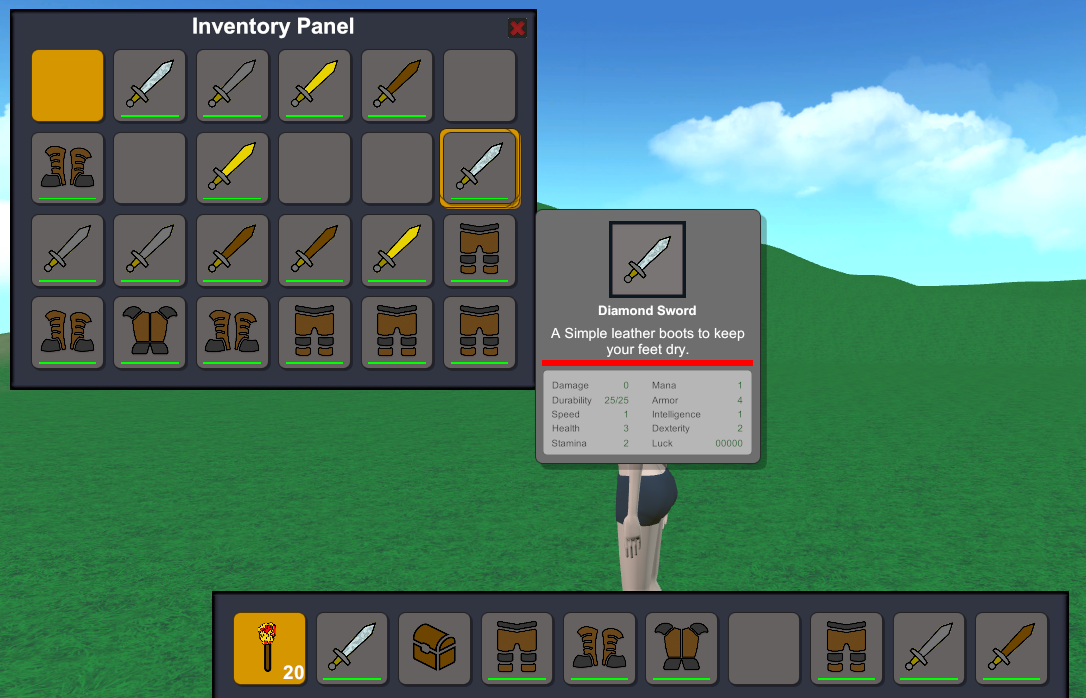 Inventory Panel
Diamond Sword
A Simple leather boots to keep
your feet dry.
Damage 0 Mana 1
Durability 25/25 Armor 4
Speed 1 Intelligence 1
Health 3 Dexterity 2
Stamina 2 Luck 00000
20